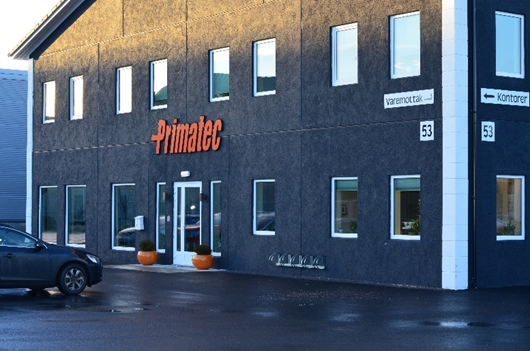 Primatec
Varemottak
53
← Kontorer
53